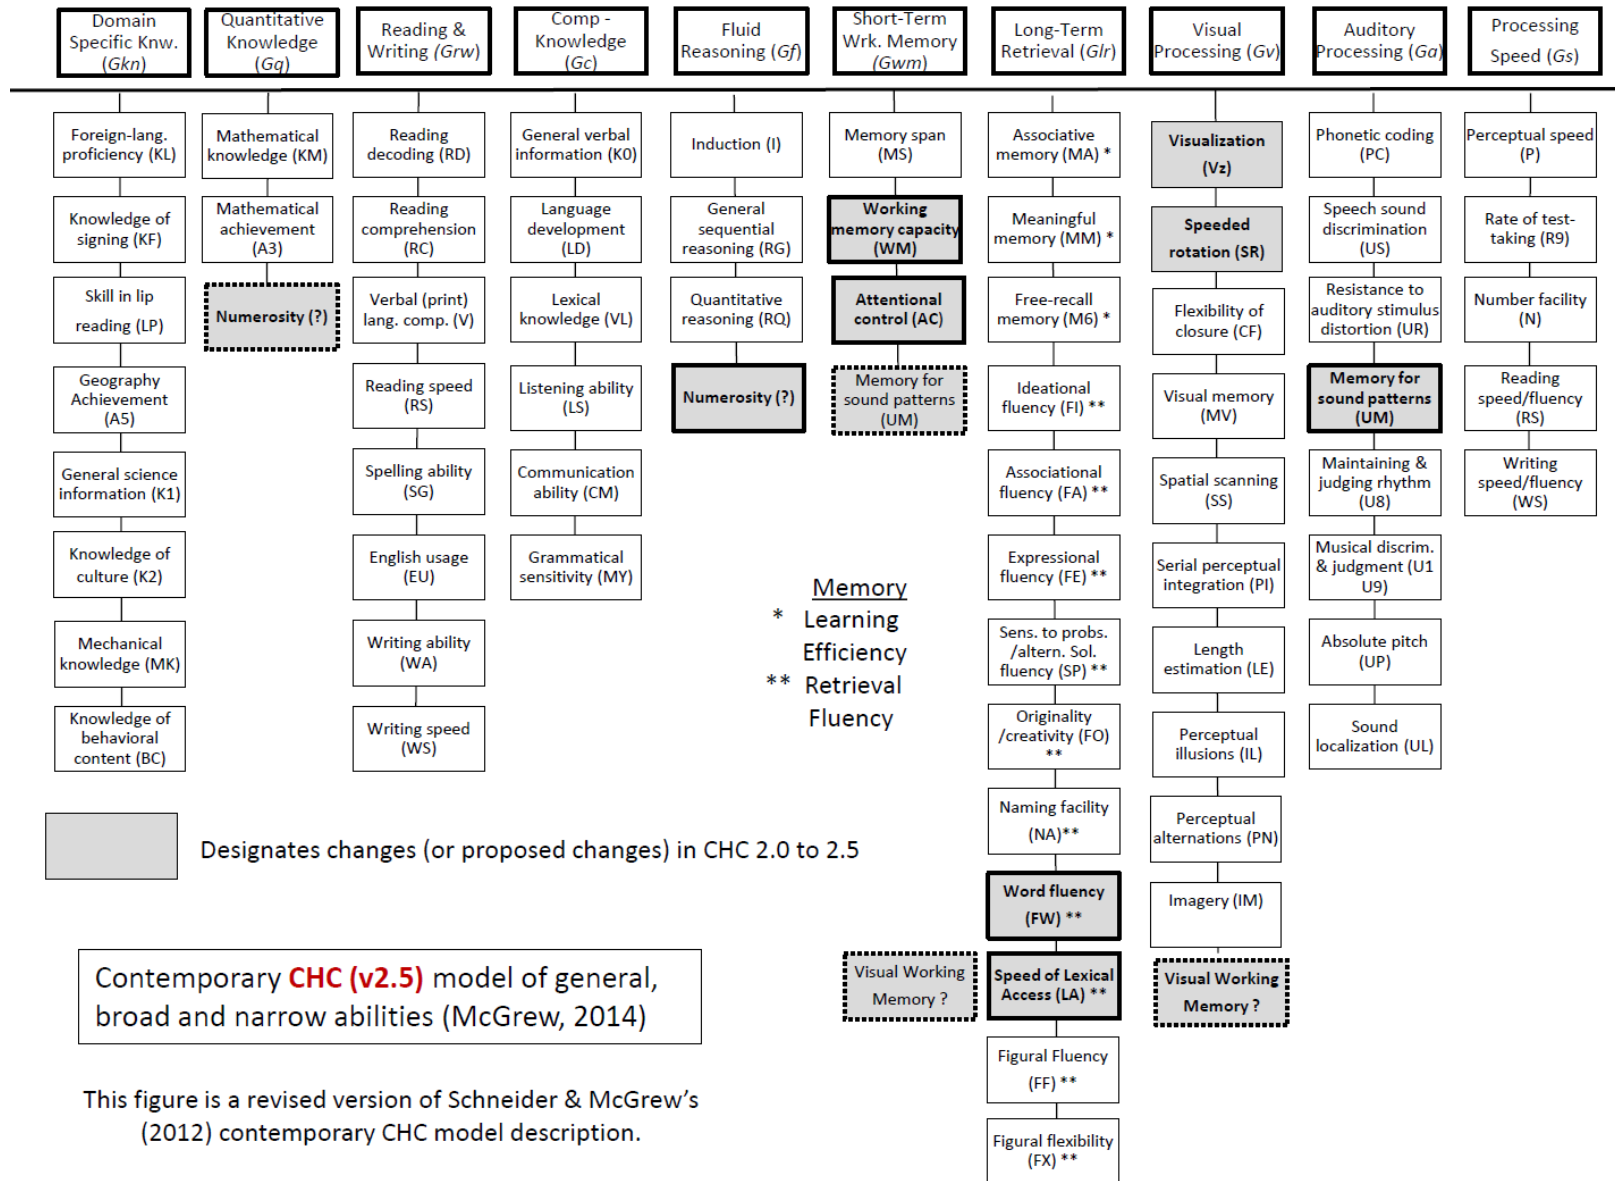 Domain
Specific Knw.
(Gkn)
Quantitative
Knowledge
(Gq)
Reading &
Writing (Grw)
Comp -
Knowledge
(Gc)
Fluid
Reasoning (Gf)
Short-Term
Wrk. Memory
(Gwm)
Long-Term
Retrieval (Glr)
Visual
Processing (Gv)
Auditory
Processing (Ga)
Processing
Speed (Gs)
Foreign-lang.
proficiency (KL)
Knowledge of
signing (KF)
Skill in lip
reading (LP)
Geography
Achievement
(A5)
General science
information (K1)
Knowledge of
culture (K2)
Mechanical
knowledge (MK)
Knowledge of
behavioral
content (BC)
Mathematical
knowledge (KM)
Mathematical
achievement
(A3)
Numerosity (?)
Reading
decoding (RD)
Reading
comprehension
(RC)
Verbal (print)
lang. comp. (V)
Reading speed
(RS)
Spelling ability
(SG)
English usage
(EU)
Writing ability
(WA)
Writing speed
(WS)
General verbal
information (K0)
Language
development
(LD)
Lexical
knowledge (VL)
Listening ability
(LS)
Communication
ability (CM)
Grammatical
sensitivity (MY)
Induction (I)
General
sequential
reasoning (RG)
Quantitative
reasoning (RQ)
Numerosity (?)
Memory span
(MS)
Working
memory capacity
(WM)
Attentional
control (AC)
Memory for
sound patterns
(UM)
Memory
* Learning
Efficiency
** Retrieval
Fluency
Visual Working
Memory ?
Associative
memory (MA) *
Meaningful
memory (MM) *
Free-recall
memory (M6) *
Ideational
fluency (FI) **
Associational
fluency (FA) **
Expressional
fluency (FE) **
Sens. to probs.
/altern. Sol.
fluency (SP) **
Originality
/creativity (FO)
**
Naming facility
(NA)**
Word fluency
(FW) **
Speed of Lexical
Access (LA) **
Figural Fluency
(FF) **
Figural flexibility
(FX) **
Visualization
(Vz)
Speeded
rotation (SR)
Flexibility of
closure (CF)
Visual memory
(MV)
Spatial scanning
(SS)
Serial perceptual
integration (PI)
Length
estimation (LE)
Perceptual
illusions (IL)
Perceptual
alternations (PN)
Imagery (IM)
Visual Working
Memory ?
Phonetic coding
(PC)
Speech sound
discrimination
(US)
Resistance to
auditory stimulus
distortion (UR)
Memory for
sound patterns
(UM)
Maintaining &
judging rhythm
(U8)
Musical discrim.
& judgment (U1
U9)
Absolute pitch
(UP)
Sound
localization (UL)
Perceptual speed
(P)
Rate of test-
taking (R9)
Number facility
(N)
Reading
speed/fluency
(RS)
Writing
speed/fluency
(WS)
Designates changes (or proposed changes) in CHC 2.0 to 2.5
Contemporary CHC (v2.5) model of general,
broad and narrow abilities (McGrew, 2014)
This figure is a revised version of Schneider & McGrew’s
(2012) contemporary CHC model description.